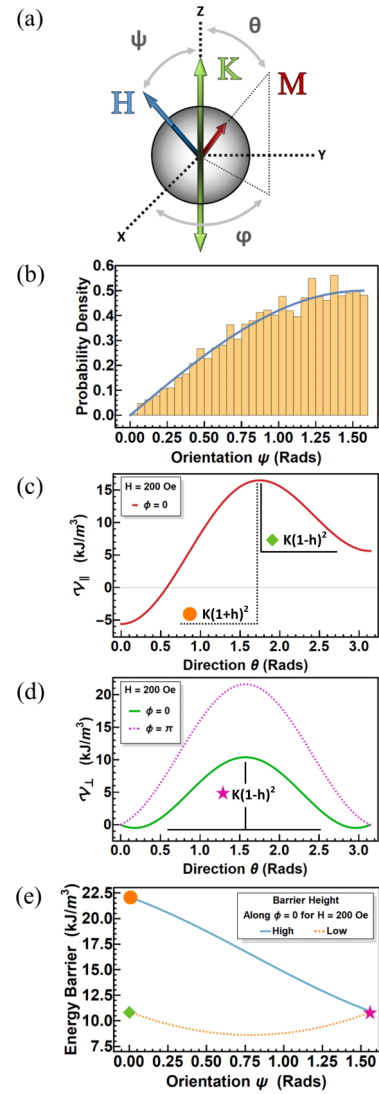 (a)
Z
ψ
θ
K
H
M
Y
X
φ
(b)
Probability Density
0.6
0.5
0.4
0.3
0.2
0.1
0.0
0.00 0.25 0.50 0.75 1.00 1.25 1.50
Orientation ψ (Rads)
(c)
𝒱∥ (kJ/m³)
H = 200 Oe
ϕ = 0
15
10
5
0
−5
K(1-h)²
K(1+h)²
0.0 0.5 1.0 1.5 2.0 2.5 3.0
Direction θ (Rads)
(d)
𝒱⊥ (kJ/m³)
H = 200 Oe
ϕ = 0
ϕ = π
20
15
10
5
0
K(1-h)²
0.0 0.5 1.0 1.5 2.0 2.5 3.0
Direction θ (Rads)
(e)
Energy Barrier (kJ/m³)
22.5
20.0
17.5
15.0
12.5
10.0
7.5
Barrier Height
Along ϕ = 0 for H = 200 Oe
High Low
0.00 0.25 0.50 0.75 1.00 1.25 1.50
Orientation ψ (Rads)